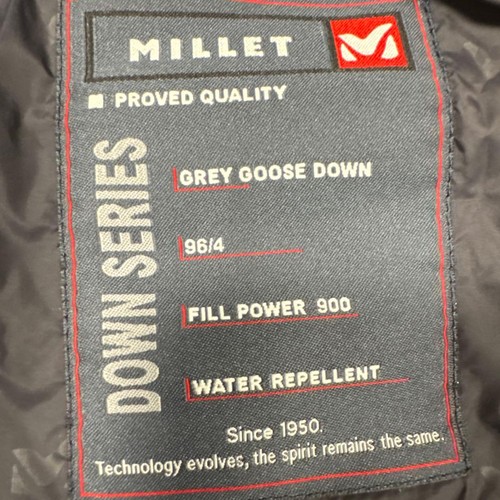 MILLET
PROVED QUALITY
DOWN SERIES
GREY GOOSE DOWN
96/4
FILL POWER 900
WATER REPELLENT
Since 1950.
Technology evolves, the spirit remains the same.